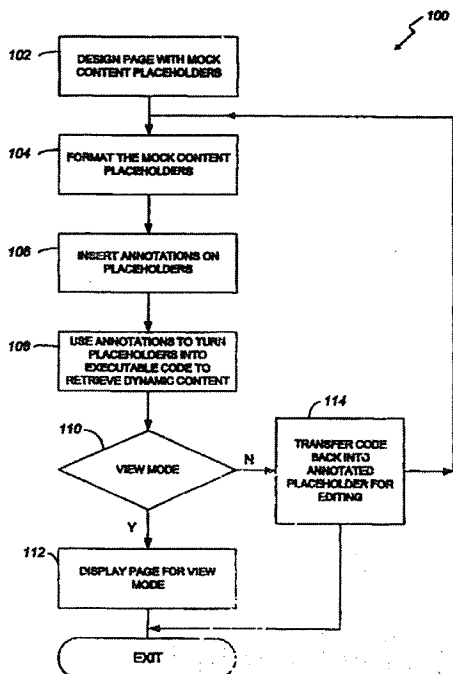 100
102
DESIGN PAGE WITH MOCK
CONTENT PLACEHOLDERS
104
FORMAT THE MOCK CONTENT
PLACEHOLDERS
106
INSERT ANNOTATIONS ON
PLACEHOLDERS
108
USE ANNOTATIONS TO TURN
PLACEHOLDERS INTO
EXECUTABLE CODE TO
RETRIEVE DYNAMIC CONTENT
110
VIEW MODE
N
114
TRANSFER CODE
BACK INTO
ANNOTATED
PLACEHOLDER FOR
EDITING
Y
112
DISPLAY PAGE FOR VIEW
MODE
EXIT